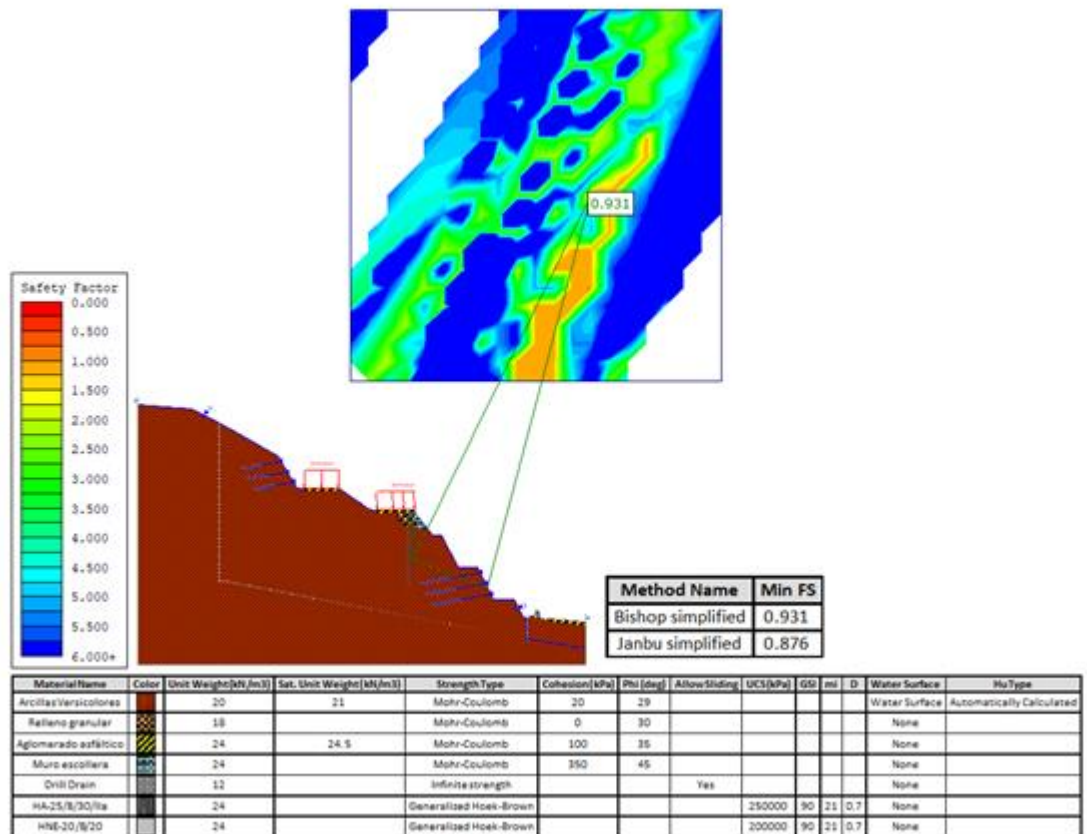 0.931
Safety Factor
0.000
0.500
1.000
1.500
2.000
2.500
3.000
3.500
4.000
4.500
5.000
5.500
6.000+
Method Name Min FS
Bishop simplified 0.931
Janbu simplified 0.876
Material Name Color Unit Weight(kN/m3) Sat. Unit Weight(kN/m3) Strength Type Cohesion(kPa) Phi (deg) Allow Sliding UCS(kPa) GSI mi D Water Surface Hu Type
Arcillas Versicolores 20 21 Mohr-Coulomb 20 29 Water Surface Automatically Calculated
Relleno granular 18 Mohr-Coulomb 0 30 None
Aglomerado asfáltico 24 24.5 Mohr-Coulomb 100 35 None
Muro escollera 24 Mohr-Coulomb 350 45 None
Drill Drain 12 Infinite strength Yes None
HA-25/B/30/IIa 24 Generalized Hoek-Brown 250000 90 21 0.7 None
HNE-20/B/20 24 Generalized Hoek-Brown 200000 90 21 0.7 None